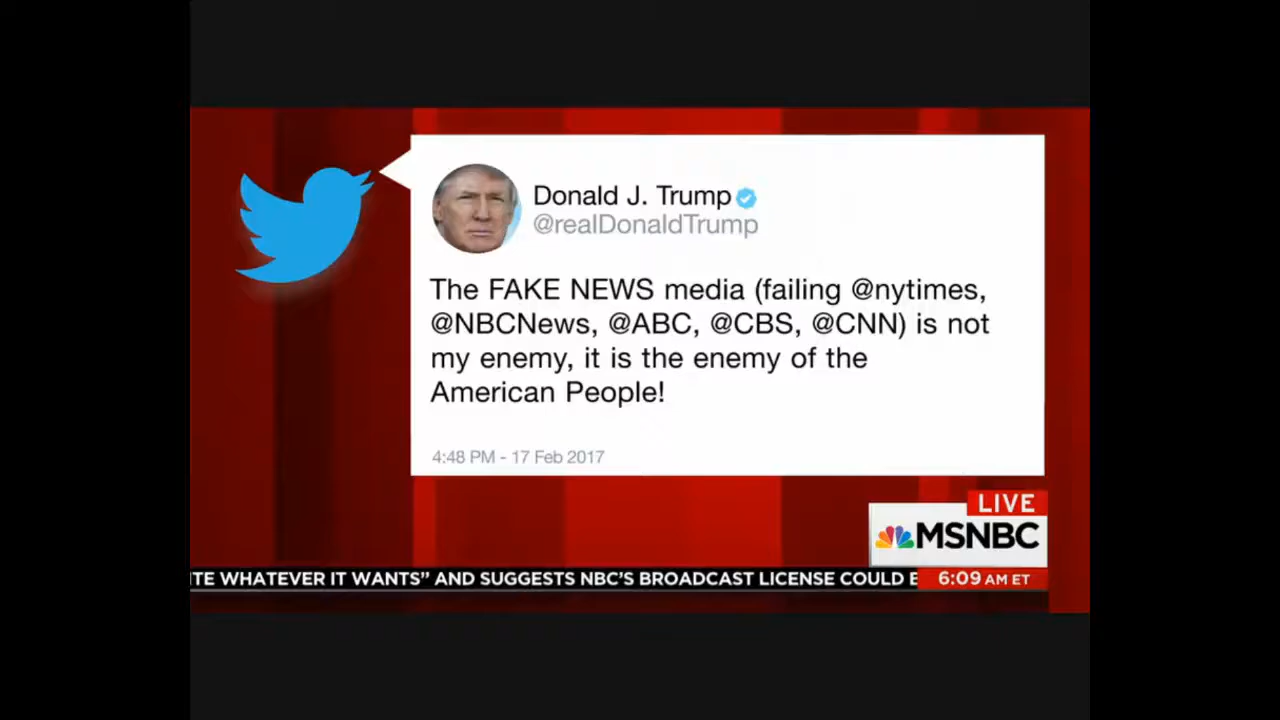 Donald J. Trump
@realDonaldTrump
The FAKE NEWS media (failing @nytimes,
@NBCNews, @ABC, @CBS, @CNN) is not
my enemy, it is the enemy of the
American People!
4:48 PM - 17 Feb 2017
LIVE
MSNBC
TE WHATEVER IT WANTS” AND SUGGESTS NBC’S BROADCAST LICENSE COULD
6:09 AM ET